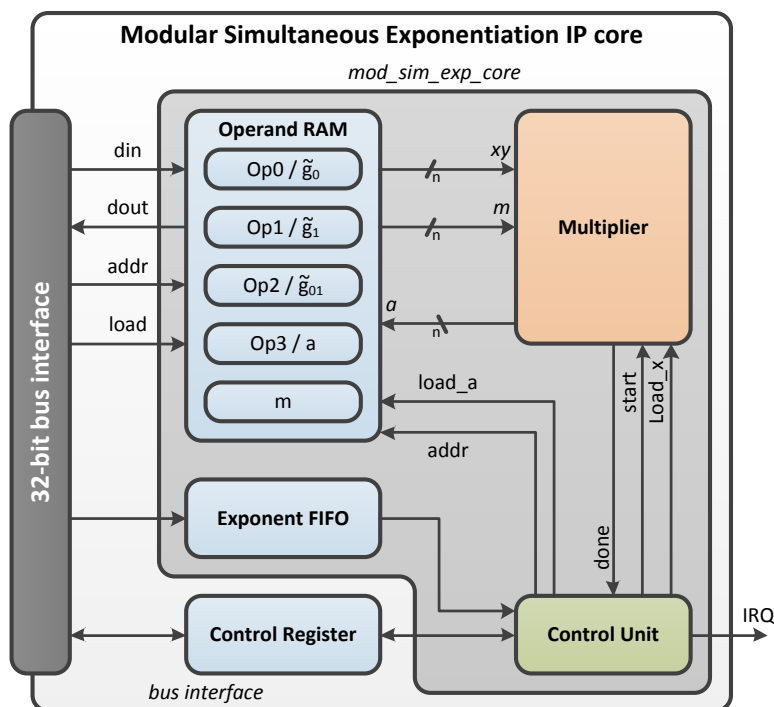 Modular Simultaneous Exponentiation IP core
mod_sim_exp_core
32-bit bus interface
din
dout
addr
load
Operand RAM
Op0 / g̃₀
Op1 / g̃₁
Op2 / g̃₀₁
Op3 / a
m
n
xy
n
m
a
n
Multiplier
load_a
addr
done
start
Load_x
Exponent FIFO
Control Register
Control Unit
IRQ
bus interface